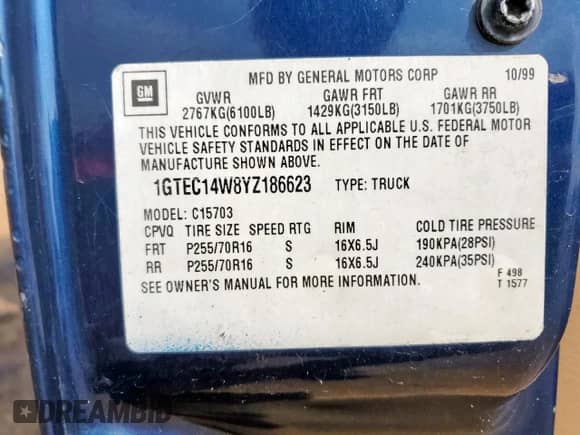 GM
MFD BY GENERAL MOTORS CORP 10/99
GVWR GAWR FRT GAWR RR
2767KG(6100LB) 1429KG(3150LB) 1701KG(3750LB)
THIS VEHICLE CONFORMS TO ALL APPLICABLE U.S. FEDERAL MOTOR
VEHICLE SAFETY STANDARDS IN EFFECT ON THE DATE OF
MANUFACTURE SHOWN ABOVE.
1GTEC14W8YZ186623 TYPE: TRUCK
MODEL: C15703
CPVQ TIRE SIZE SPEED RTG RIM COLD TIRE PRESSURE
FRT P255/70R16 S 16X6.5J 190KPA(28PSI)
RR P255/70R16 S 16X6.5J 240KPA(35PSI)
SEE OWNER'S MANUAL FOR MORE INFORMATION.
F 498
T 1577
DREAMBID